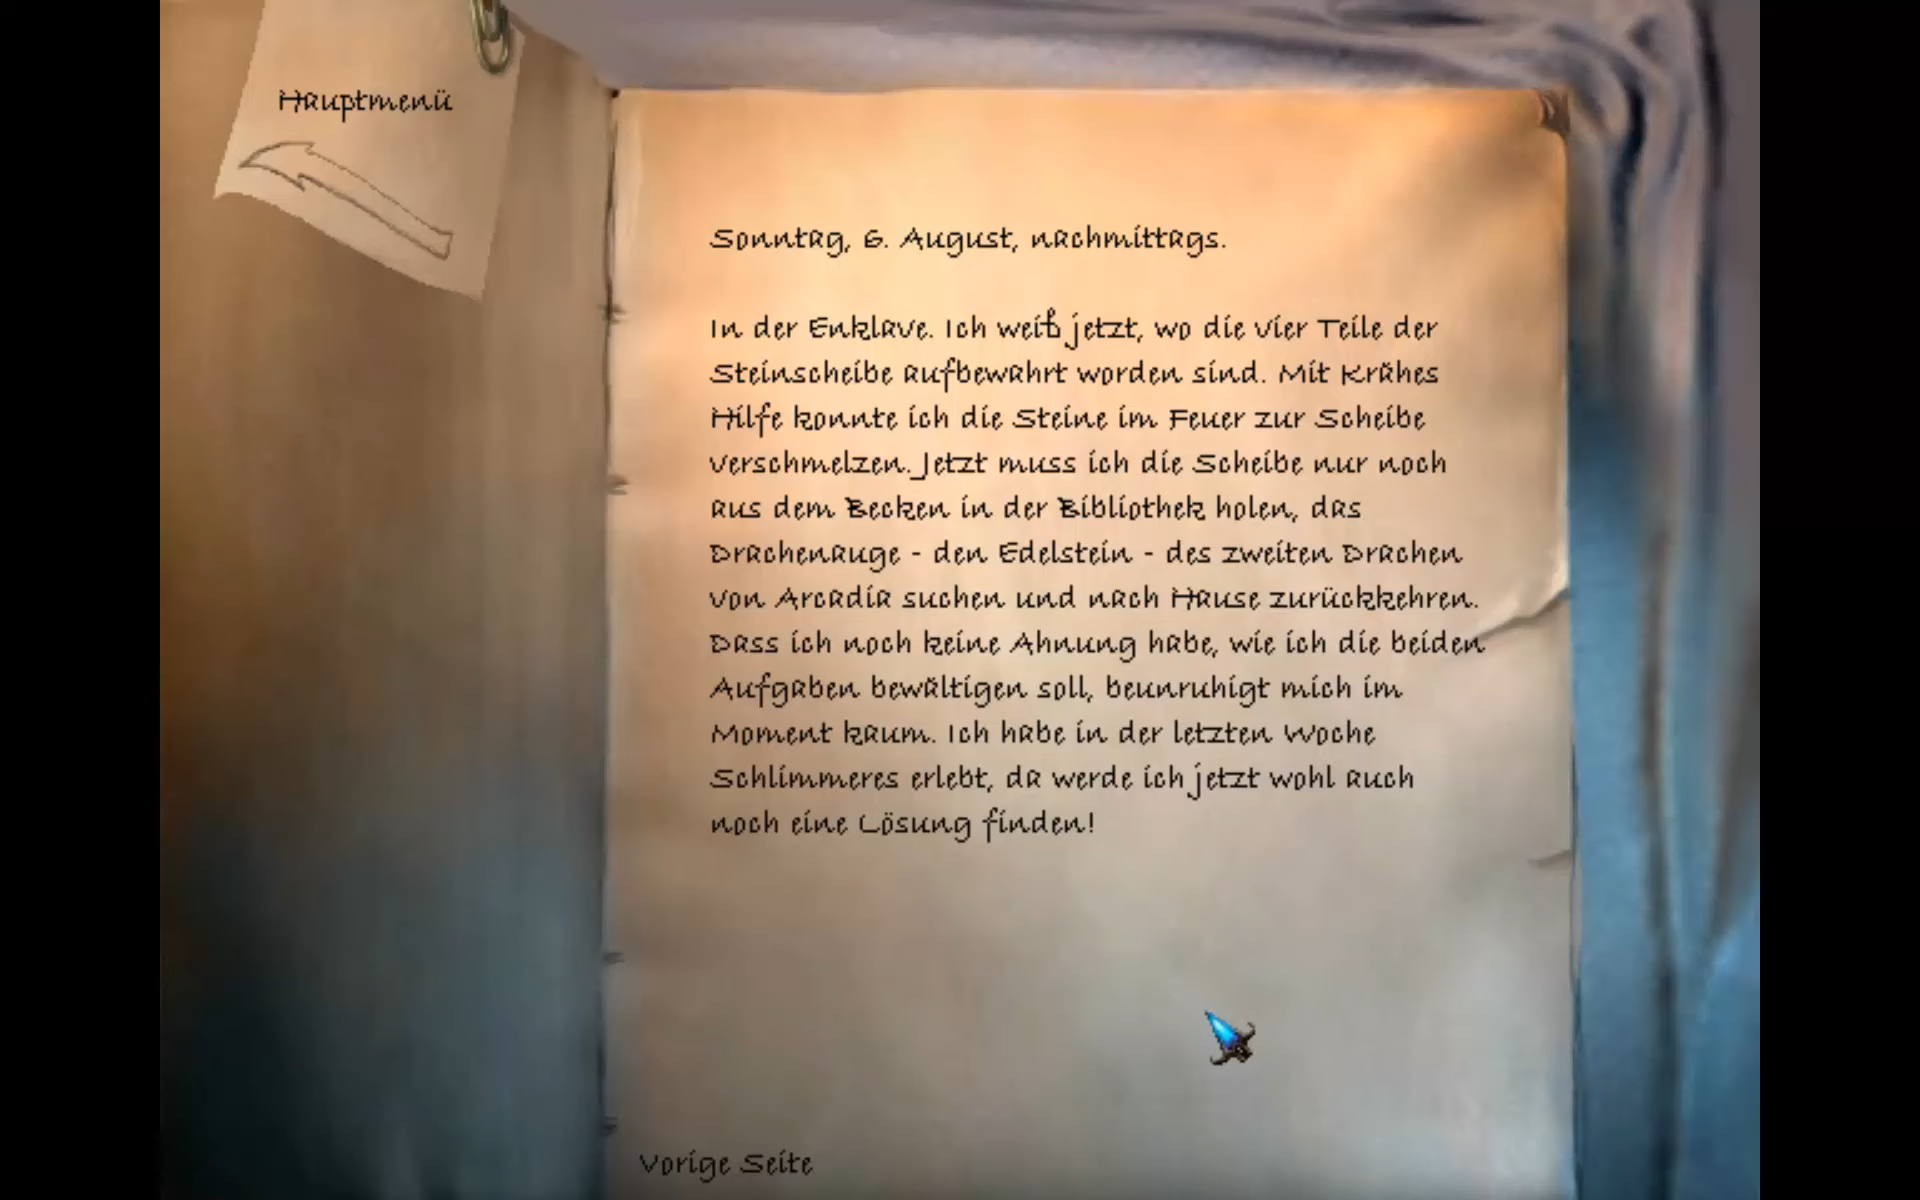 Hauptmenü
Sonntag, 6. August, nachmittags.
In der Enklave. Ich weiß jetzt, wo die vier Teile der
Steinscheibe aufbewahrt worden sind. Mit Krähes
Hilfe konnte ich die Steine im Feuer zur Scheibe
verschmelzen. Jetzt muss ich die Scheibe nur noch
aus dem Becken in der Bibliothek holen, das
Drachenauge - den Edelstein - des zweiten Drachen
von Arcadia suchen und nach Hause zurückkehren.
Dass ich noch keine Ahnung habe, wie ich die beiden
Aufgaben bewältigen soll, beunruhigt mich im
Moment kaum. Ich habe in der letzten Woche
Schlimmeres erlebt, da werde ich jetzt wohl auch
noch eine Lösung finden!
Vorige Seite